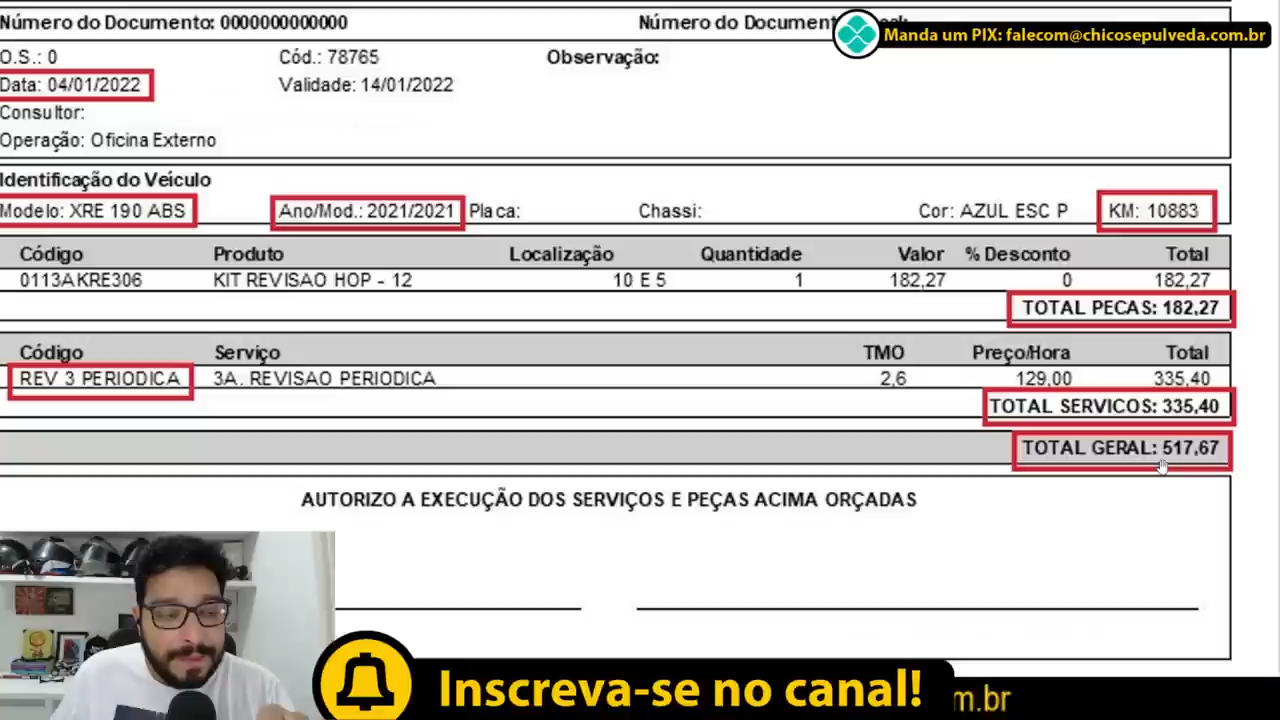 Número do Documento: 0000000000000 Número do Document
Manda um PIX: falecom@chicosepulveda.com.br
O.S.: 0 Cód.: 78765 Observação:
Data: 04/01/2022 Validade: 14/01/2022
Consultor:
Operação: Oficina Externo
Identificação do Veículo
Modelo: XRE 190 ABS Ano/Mod.: 2021/2021 Placa: Chassi: Cor: AZUL ESC P KM: 10883
Código Produto Localização Quantidade Valor % Desconto Total
0113AKRE306 KIT REVISAO HOP - 12 10 E 5 1 182,27 0 182,27
TOTAL PECAS: 182,27
Código Serviço TMO Preço/Hora Total
REV 3 PERIODICA 3A. REVISAO PERIODICA 2,6 129,00 335,40
TOTAL SERVICOS: 335,40
TOTAL GERAL: 517,67
AUTORIZO A EXECUÇÃO DOS SERVIÇOS E PEÇAS ACIMA ORÇADAS
Inscreva-se no canal!
m.br